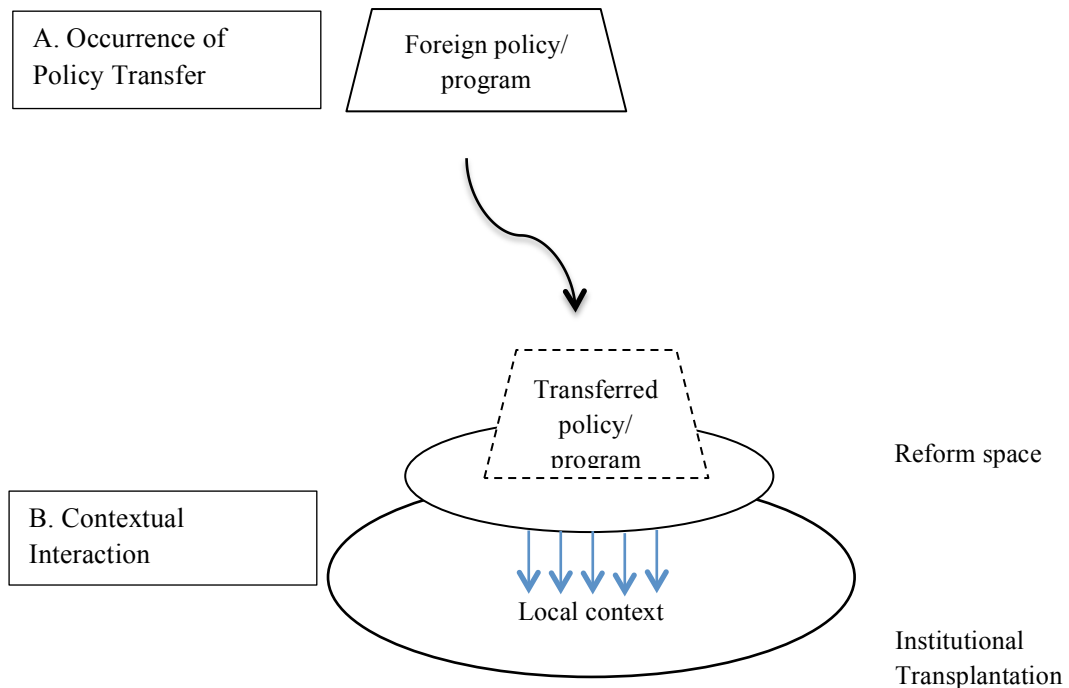 A. Occurrence of
Policy Transfer
Foreign policy/
program
Transferred
policy/
program
Reform space
B. Contextual
Interaction
Local context
Institutional
Transplantation